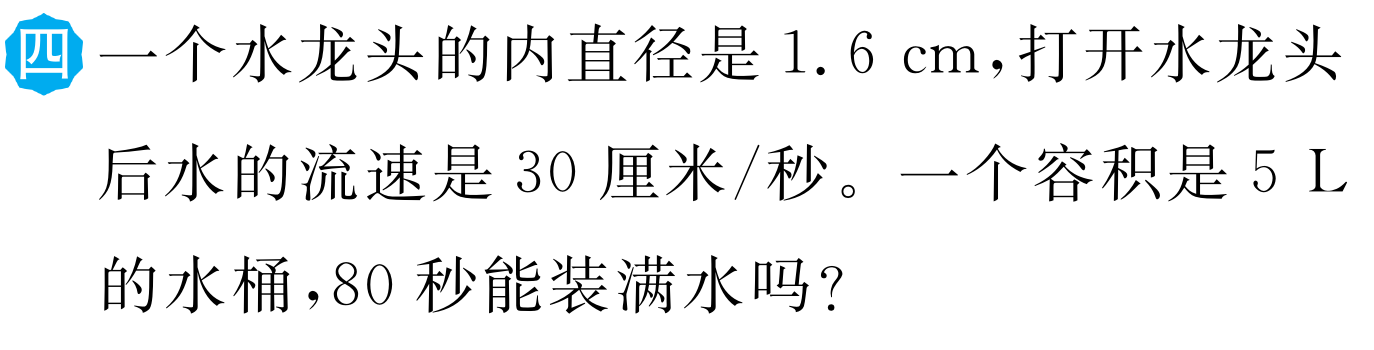 四 一个水龙头的内直径是 1. 6 cm,打开水龙头
后水的流速是 30 厘米/秒。一个容积是 5 L
的水桶,80 秒能装满水吗?